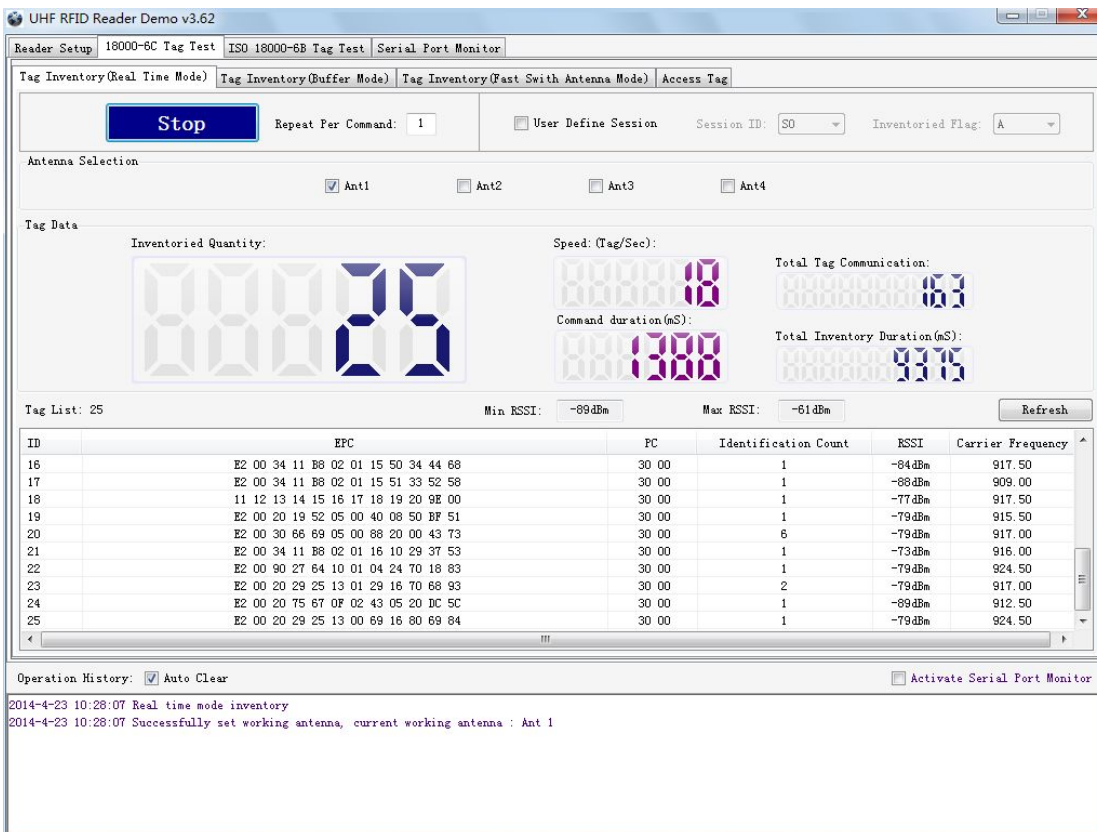 UHF RFID Reader Demo v3.62
Reader Setup 18000-6C Tag Test ISO 18000-6B Tag Test Serial Port Monitor
Tag Inventory(Real Time Mode) Tag Inventory(Buffer Mode) Tag Inventory(Fast Swith Antenna Mode) Access Tag
Stop Repeat Per Command: 1 User Define Session Session ID: S0 Inventoried Flag: A
Antenna Selection
Ant1 Ant2 Ant3 Ant4
Tag Data
Inventoried Quantity: Speed: (Tag/Sec):
Total Tag Communication:
25 18 163
Command duration(mS):
Total Inventory Duration(mS):
1388 9375
Tag List: 25 Min RSSI: -89dBm Max RSSI: -61dBm Refresh
ID EPC PC Identification Count RSSI Carrier Frequency
16 E2 00 34 11 B8 02 01 15 50 34 44 68 30 00 1 -84dBm 917.50
17 E2 00 34 11 B8 02 01 15 51 33 52 58 30 00 1 -88dBm 909.00
18 11 12 13 14 15 16 17 18 19 20 9E 00 30 00 1 -77dBm 917.50
19 E2 00 20 19 52 05 00 40 08 50 BF 51 30 00 1 -79dBm 915.50
20 E2 00 30 66 69 05 00 88 20 00 43 73 30 00 6 -79dBm 917.00
21 E2 00 34 11 B8 02 01 16 10 29 37 53 30 00 1 -73dBm 916.00
22 E2 00 90 27 64 10 01 04 24 70 18 83 30 00 1 -79dBm 924.50
23 E2 00 20 29 25 13 01 29 16 70 68 93 30 00 2 -79dBm 917.00
24 E2 00 20 75 67 0F 02 43 05 20 DC 5C 30 00 1 -89dBm 912.50
25 E2 00 20 29 25 13 00 69 16 80 69 84 30 00 1 -79dBm 924.50
Operation History: Auto Clear Activate Serial Port Monitor
2014-4-23 10:28:07 Real time mode inventory
2014-4-23 10:28:07 Successfully set working antenna, current working antenna : Ant 1